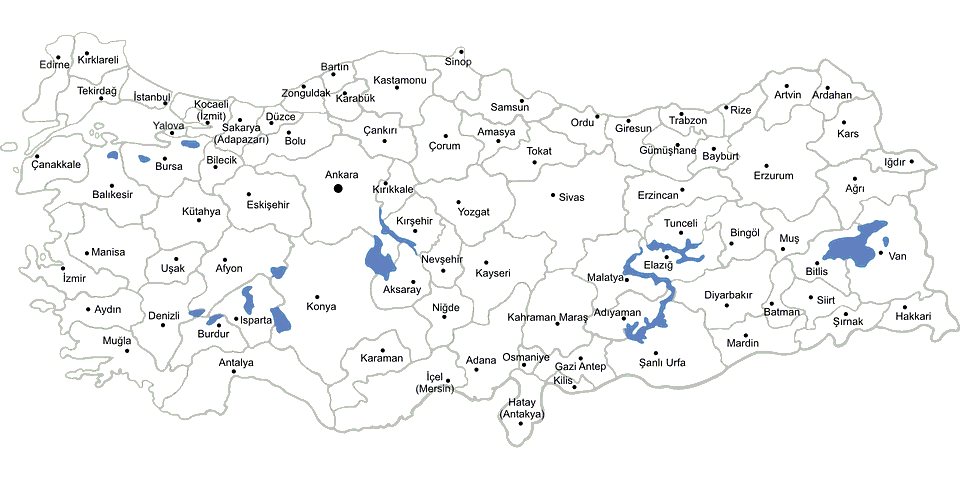 Edirne
Kırklareli
Tekirdağ
İstanbul
Kocaeli
(İzmit)
Yalova
Sakarya
(Adapazarı)
Düzce
Bolu
Zonguldak
Bartın
Karabük
Kastamonu
Sinop
Samsun
Ordu
Giresun
Trabzon
Rize
Artvin
Ardahan
Kars
Iğdır
Ağrı
Erzurum
Bayburt
Gümüşhane
Erzincan
Tokat
Amasya
Çorum
Çankırı
Ankara
Kırıkkale
Kırşehir
Yozgat
Sivas
Çanakkale
Balıkesir
Bursa
Bilecik
Eskişehir
Kütahya
Manisa
İzmir
Uşak
Afyon
Aydın
Denizli
Muğla
Burdur
Isparta
Antalya
Konya
Karaman
Aksaray
Nevşehir
Niğde
Kayseri
İçel
(Mersin)
Adana
Osmaniye
Hatay
(Antakya)
Kilis
Gazi Antep
Kahraman Maraş
Adıyaman
Malatya
Elazığ
Tunceli
Bingöl
Muş
Bitlis
Van
Hakkari
Şırnak
Siirt
Batman
Diyarbakır
Mardin
Şanlı Urfa